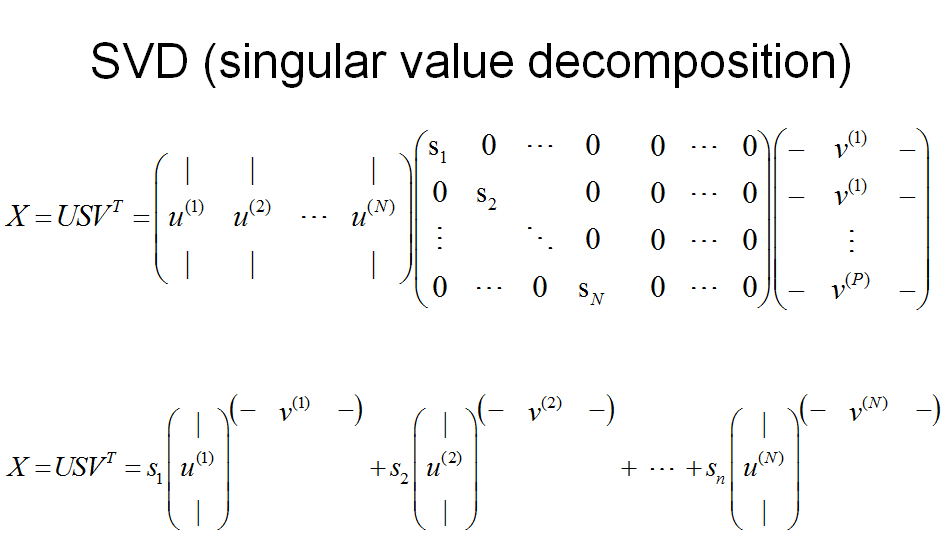 SVD (singular value decomposition)
X = USV^T = ( | | | ; u^(1) u^(2) ⋯ u^(N) ; | | | ) ( s_1 0 ⋯ 0 0 ⋯ 0 ; 0 s_2 0 0 ⋯ 0 ; ⋮ ⋱ 0 0 ⋯ 0 ; 0 ⋯ 0 s_N 0 ⋯ 0 ) ( – v^(1) – ; – v^(1) – ; ⋮ ; – v^(P) – )
X = USV^T = s_1 ( | ; u^(1) ; | ) (– v^(1) –) + s_2 ( | ; u^(2) ; | ) (– v^(2) –) + ⋯ + s_n ( | ; u^(N) ; | ) (– v^(N) –)